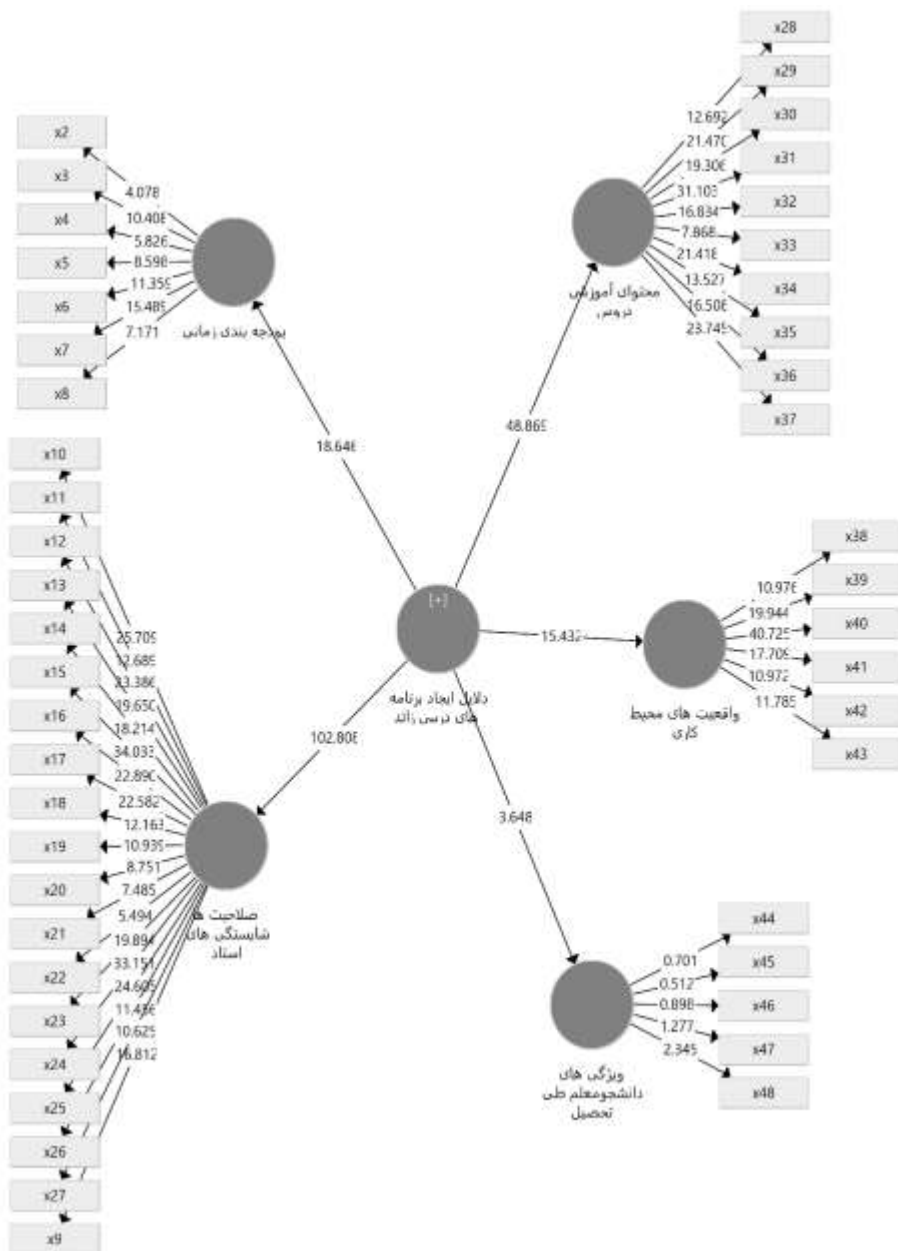 x2
x3
x4
x5
x6
x7
x8
4.078
10.408
5.826
8.598
11.359
15.489
7.171
بودجه بندی زمانی
x28
x29
x30
x31
x32
x33
x34
x35
x36
x37
12.692
21.470
19.306
31.103
16.834
7.868
21.418
13.527
16.506
23.749
محتوای آموزشی
دروس
18.646
48.869
[+]
دلایل ایجاد برنامه
های درسی زائد
15.432
102.808
3.648
x10
x11
x12
x13
x14
x15
x16
x17
x18
x19
x20
x21
x22
x23
x24
x25
x26
x27
x9
25.709
12.689
23.386
19.650
18.214
34.033
22.890
22.582
12.163
10.939
8.751
7.485
5.494
19.894
33.151
24.605
11.436
10.625
16.812
صلاحیت ها
شایستگی های
استاد
x38
x39
x40
x41
x42
x43
10.976
19.944
40.725
17.709
10.972
11.785
واقعیت های محیط
کاری
x44
x45
x46
x47
x48
0.701
0.512
0.898
1.277
2.345
ویژگی های
دانشجومعلم طی
تحصیل